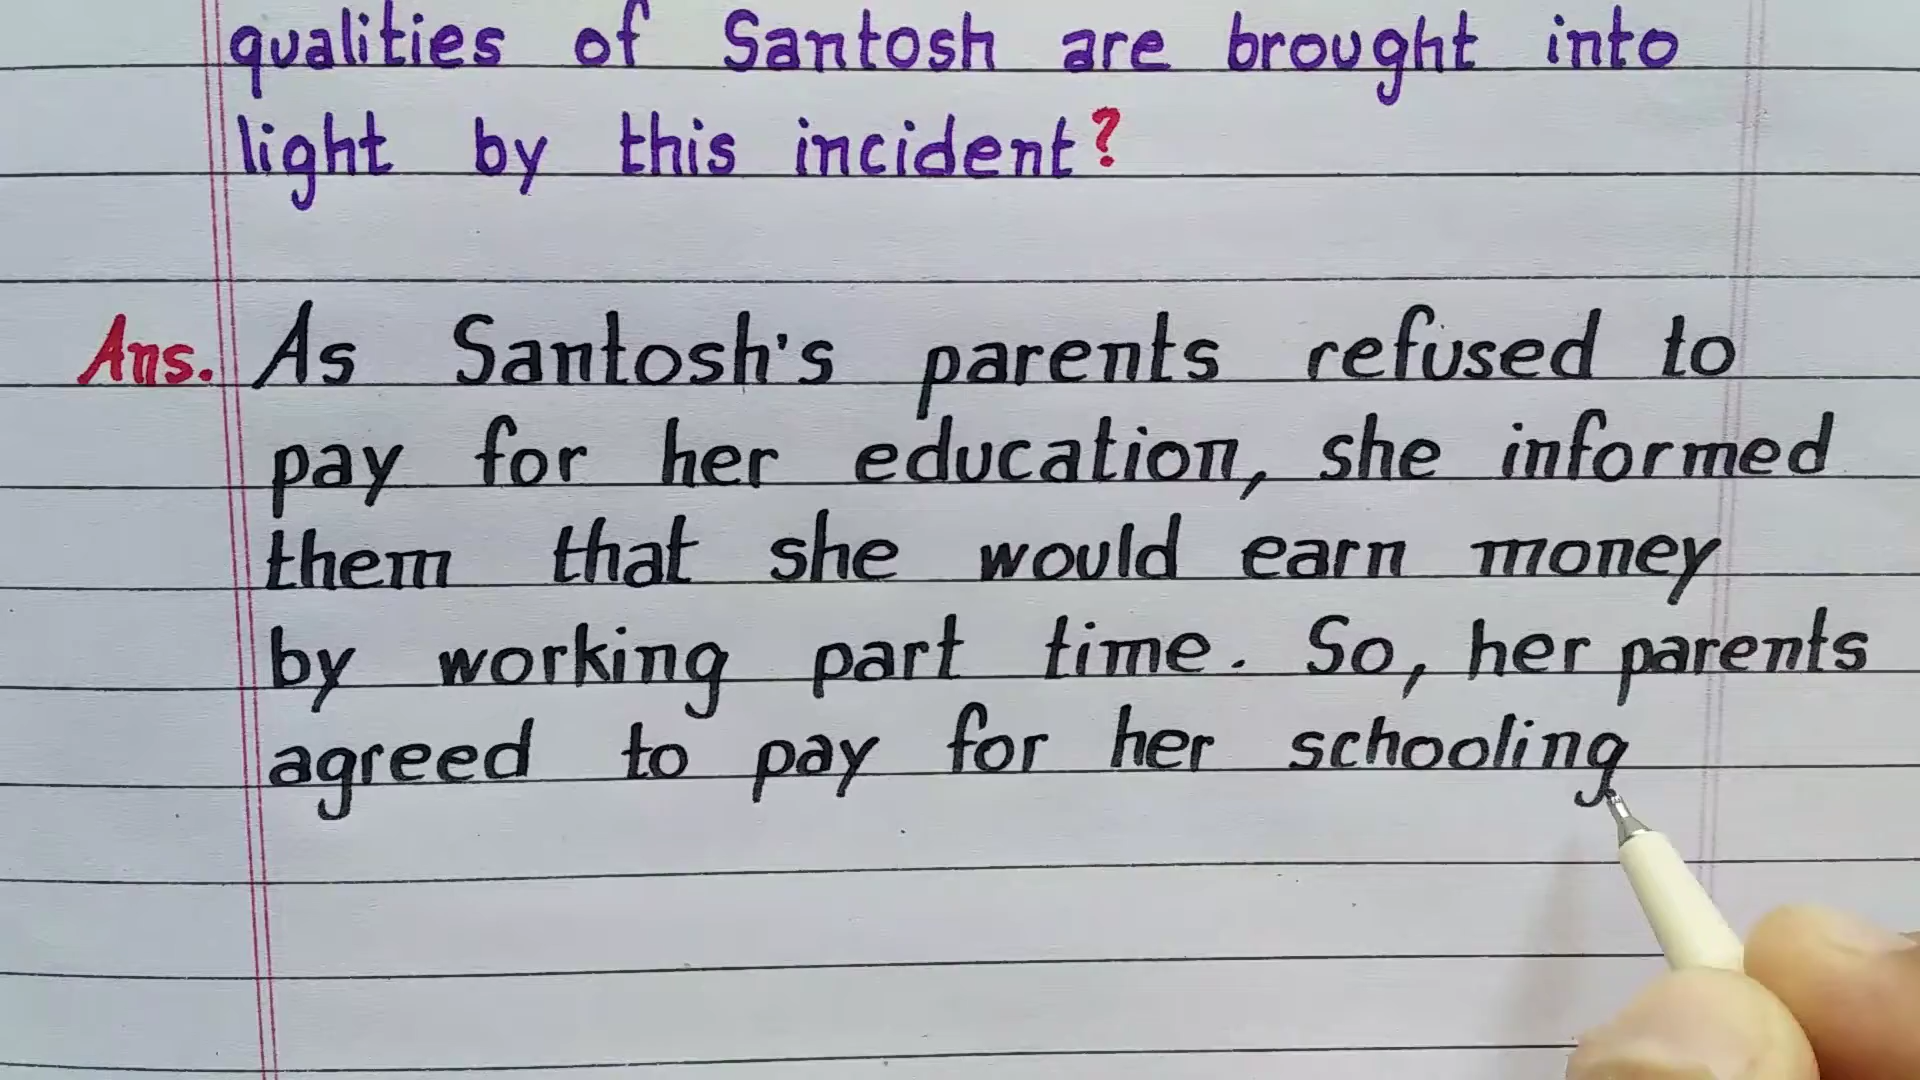 qualities of Santosh are brought into
light by this incident?
Ans. As Santosh's parents refused to
pay for her education, she informed
them that she would earn money
by working part time. So, her parents
agreed to pay for her schooling